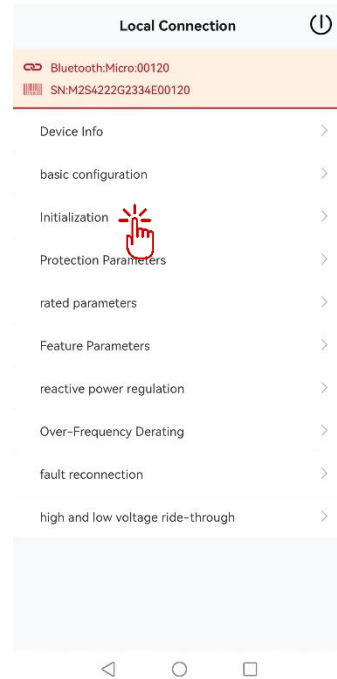 Local Connection
Bluetooth:Micro:00120
SN:M2S4222G2334E00120
Device Info
basic configuration
Initialization
Protection Parameters
rated parameters
Feature Parameters
reactive power regulation
Over-Frequency Derating
fault reconnection
high and low voltage ride-through